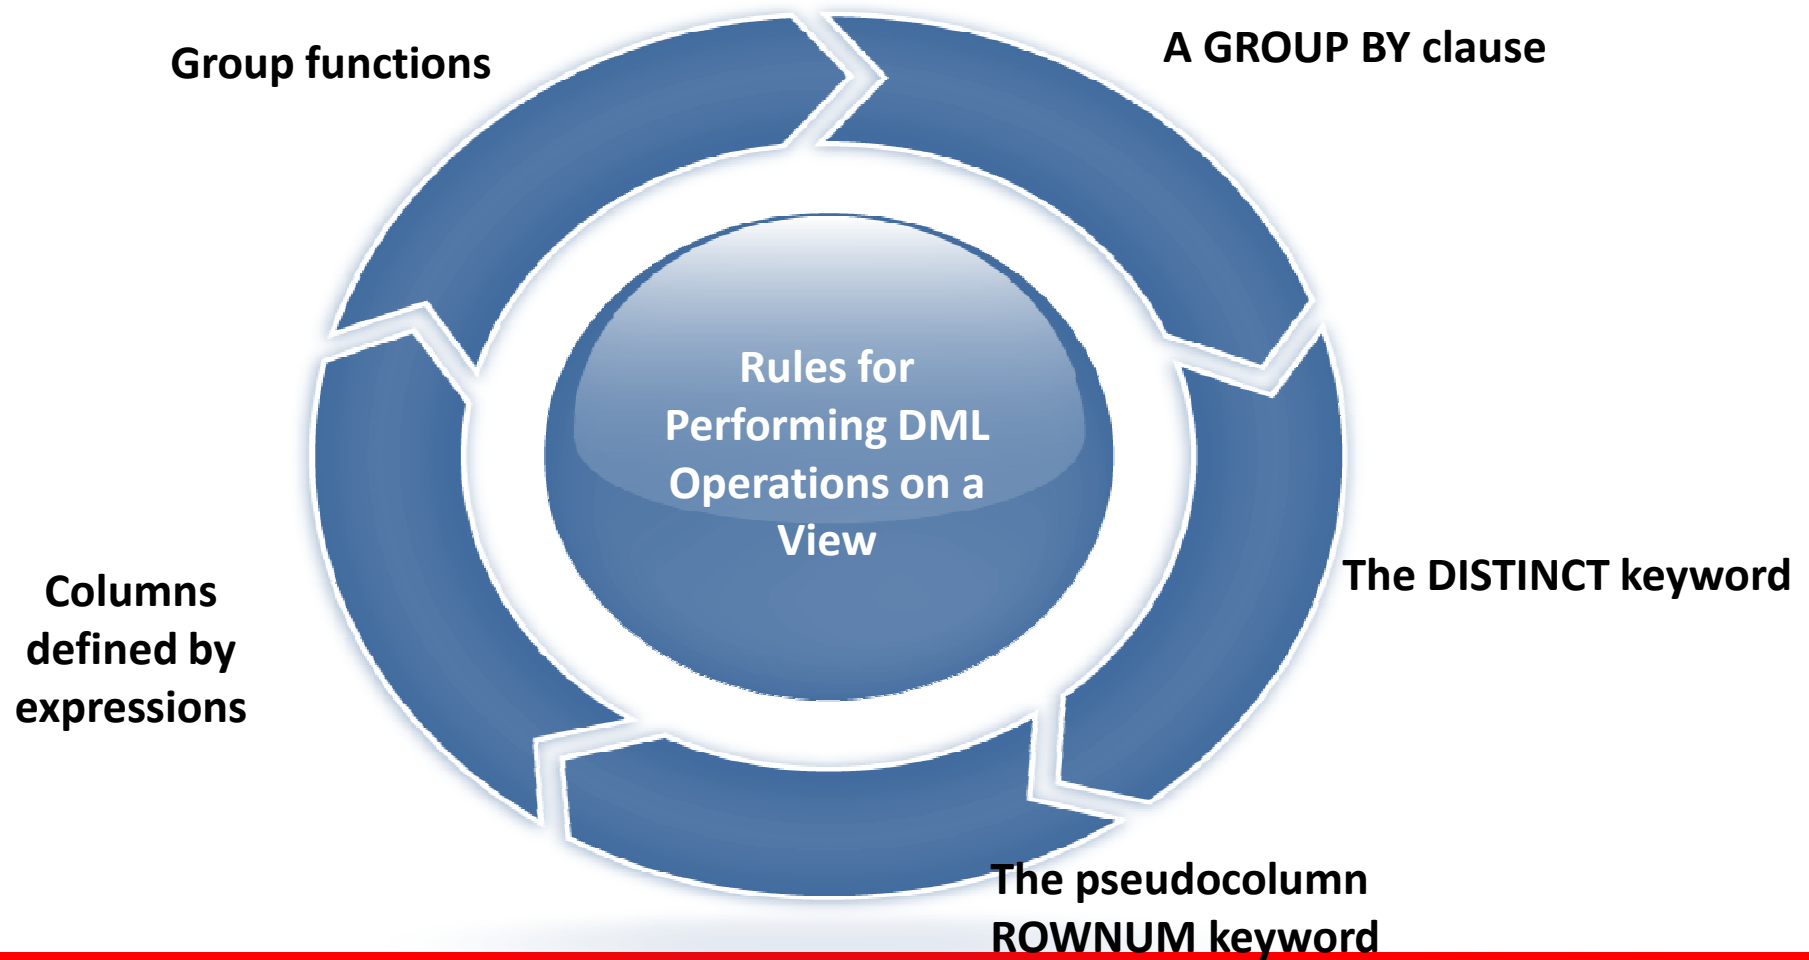 Group functions
A GROUP BY clause
Rules for
Performing DML
Operations on a
View
The DISTINCT keyword
Columns
defined by
expressions
The pseudocolumn
ROWNUM keyword